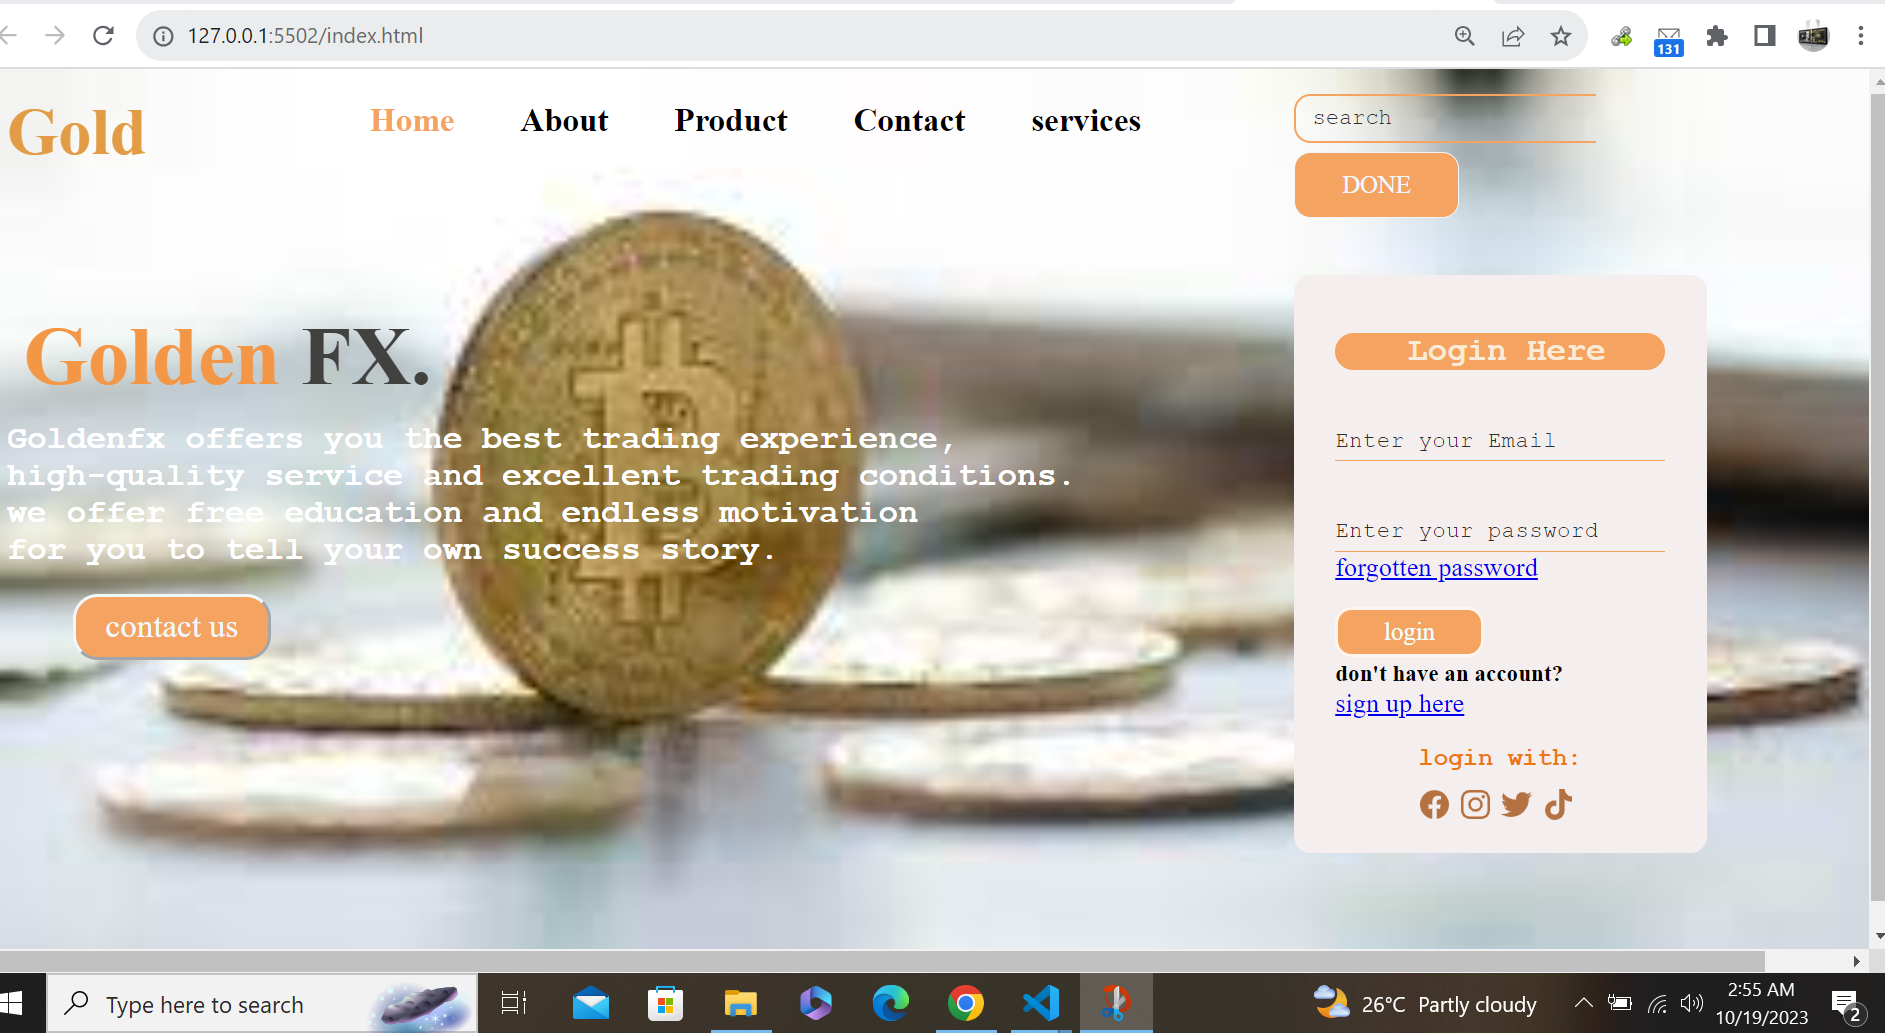 127.0.0.1:5502/index.html
131
Gold
Home About Product Contact services
search
DONE
Golden FX.
Goldenfx offers you the best trading experience,
high-quality service and excellent trading conditions.
we offer free education and endless motivation
for you to tell your own success story.
contact us
Login Here
Enter your Email
Enter your password
forgotten password
login
don't have an account?
sign up here
login with:
Type here to search
26°C Partly cloudy
2:55 AM
10/19/2023
2